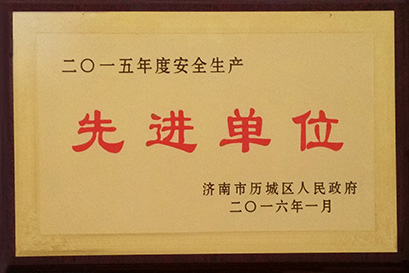 二〇一五年度安全生产
先进单位
济南市历城区人民政府
二〇一六年一月